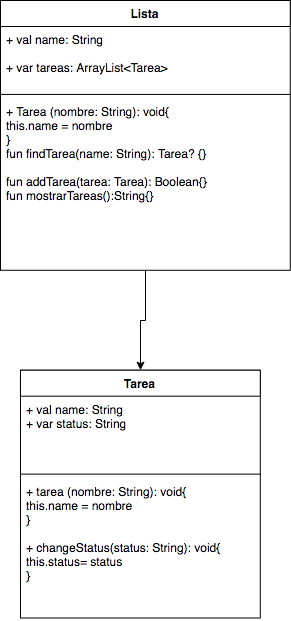 Lista
+ val name: String
+ var tareas: ArrayList<Tarea>
+ Tarea (nombre: String): void{
this.name = nombre
}
fun findTarea(name: String): Tarea? {}
fun addTarea(tarea: Tarea): Boolean{}
fun mostrarTareas():String{}
Tarea
+ val name: String
+ var status: String
+ tarea (nombre: String): void{
this.name = nombre
}
+ changeStatus(status: String): void{
this.status= status
}